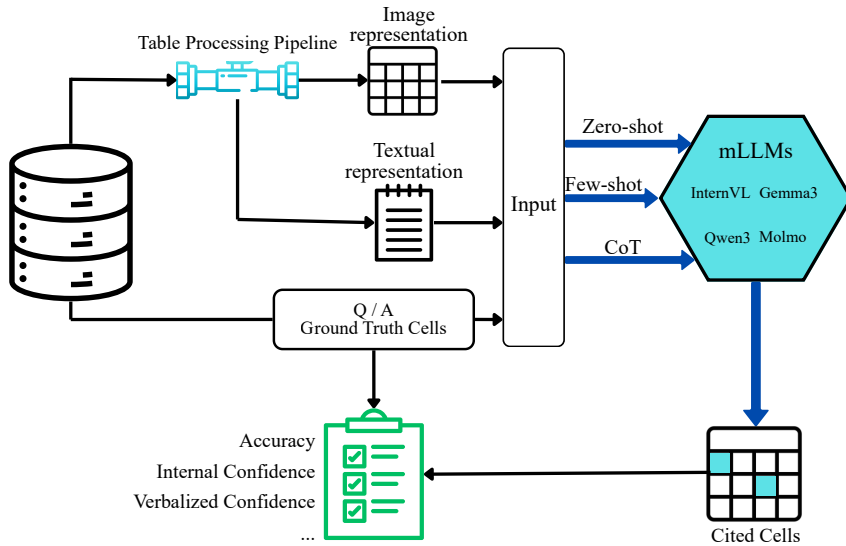 Image
representation
Table Processing Pipeline
Textual
representation
Input
Zero-shot
Few-shot
CoT
mLLMs
InternVL Gemma3
Qwen3 Molmo
Q / A
Ground Truth Cells
Accuracy
Internal Confidence
Verbalized Confidence
...
Cited Cells